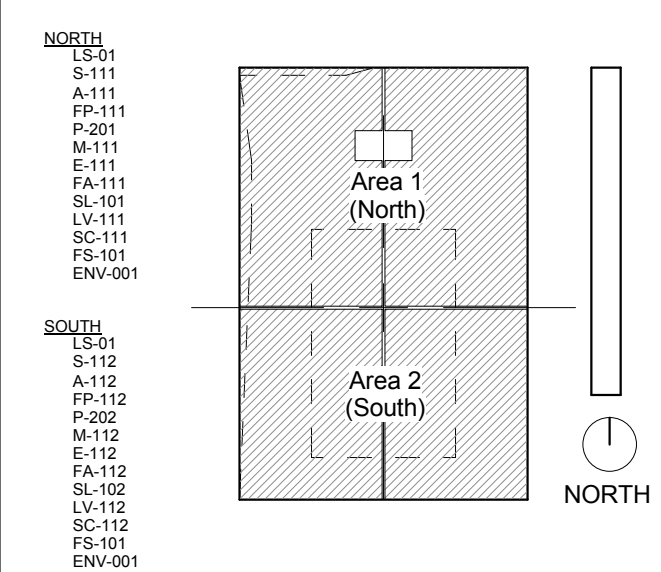 NORTH
LS-01
S-111
A-111
FP-111
P-201
M-111
E-111
FA-111
SL-101
LV-111
SC-111
FS-101
ENV-001
SOUTH
LS-01
S-112
A-112
FP-112
P-202
M-112
E-112
FA-112
SL-102
LV-112
SC-112
FS-101
ENV-001
Area 1
(North)
Area 2
(South)
NORTH